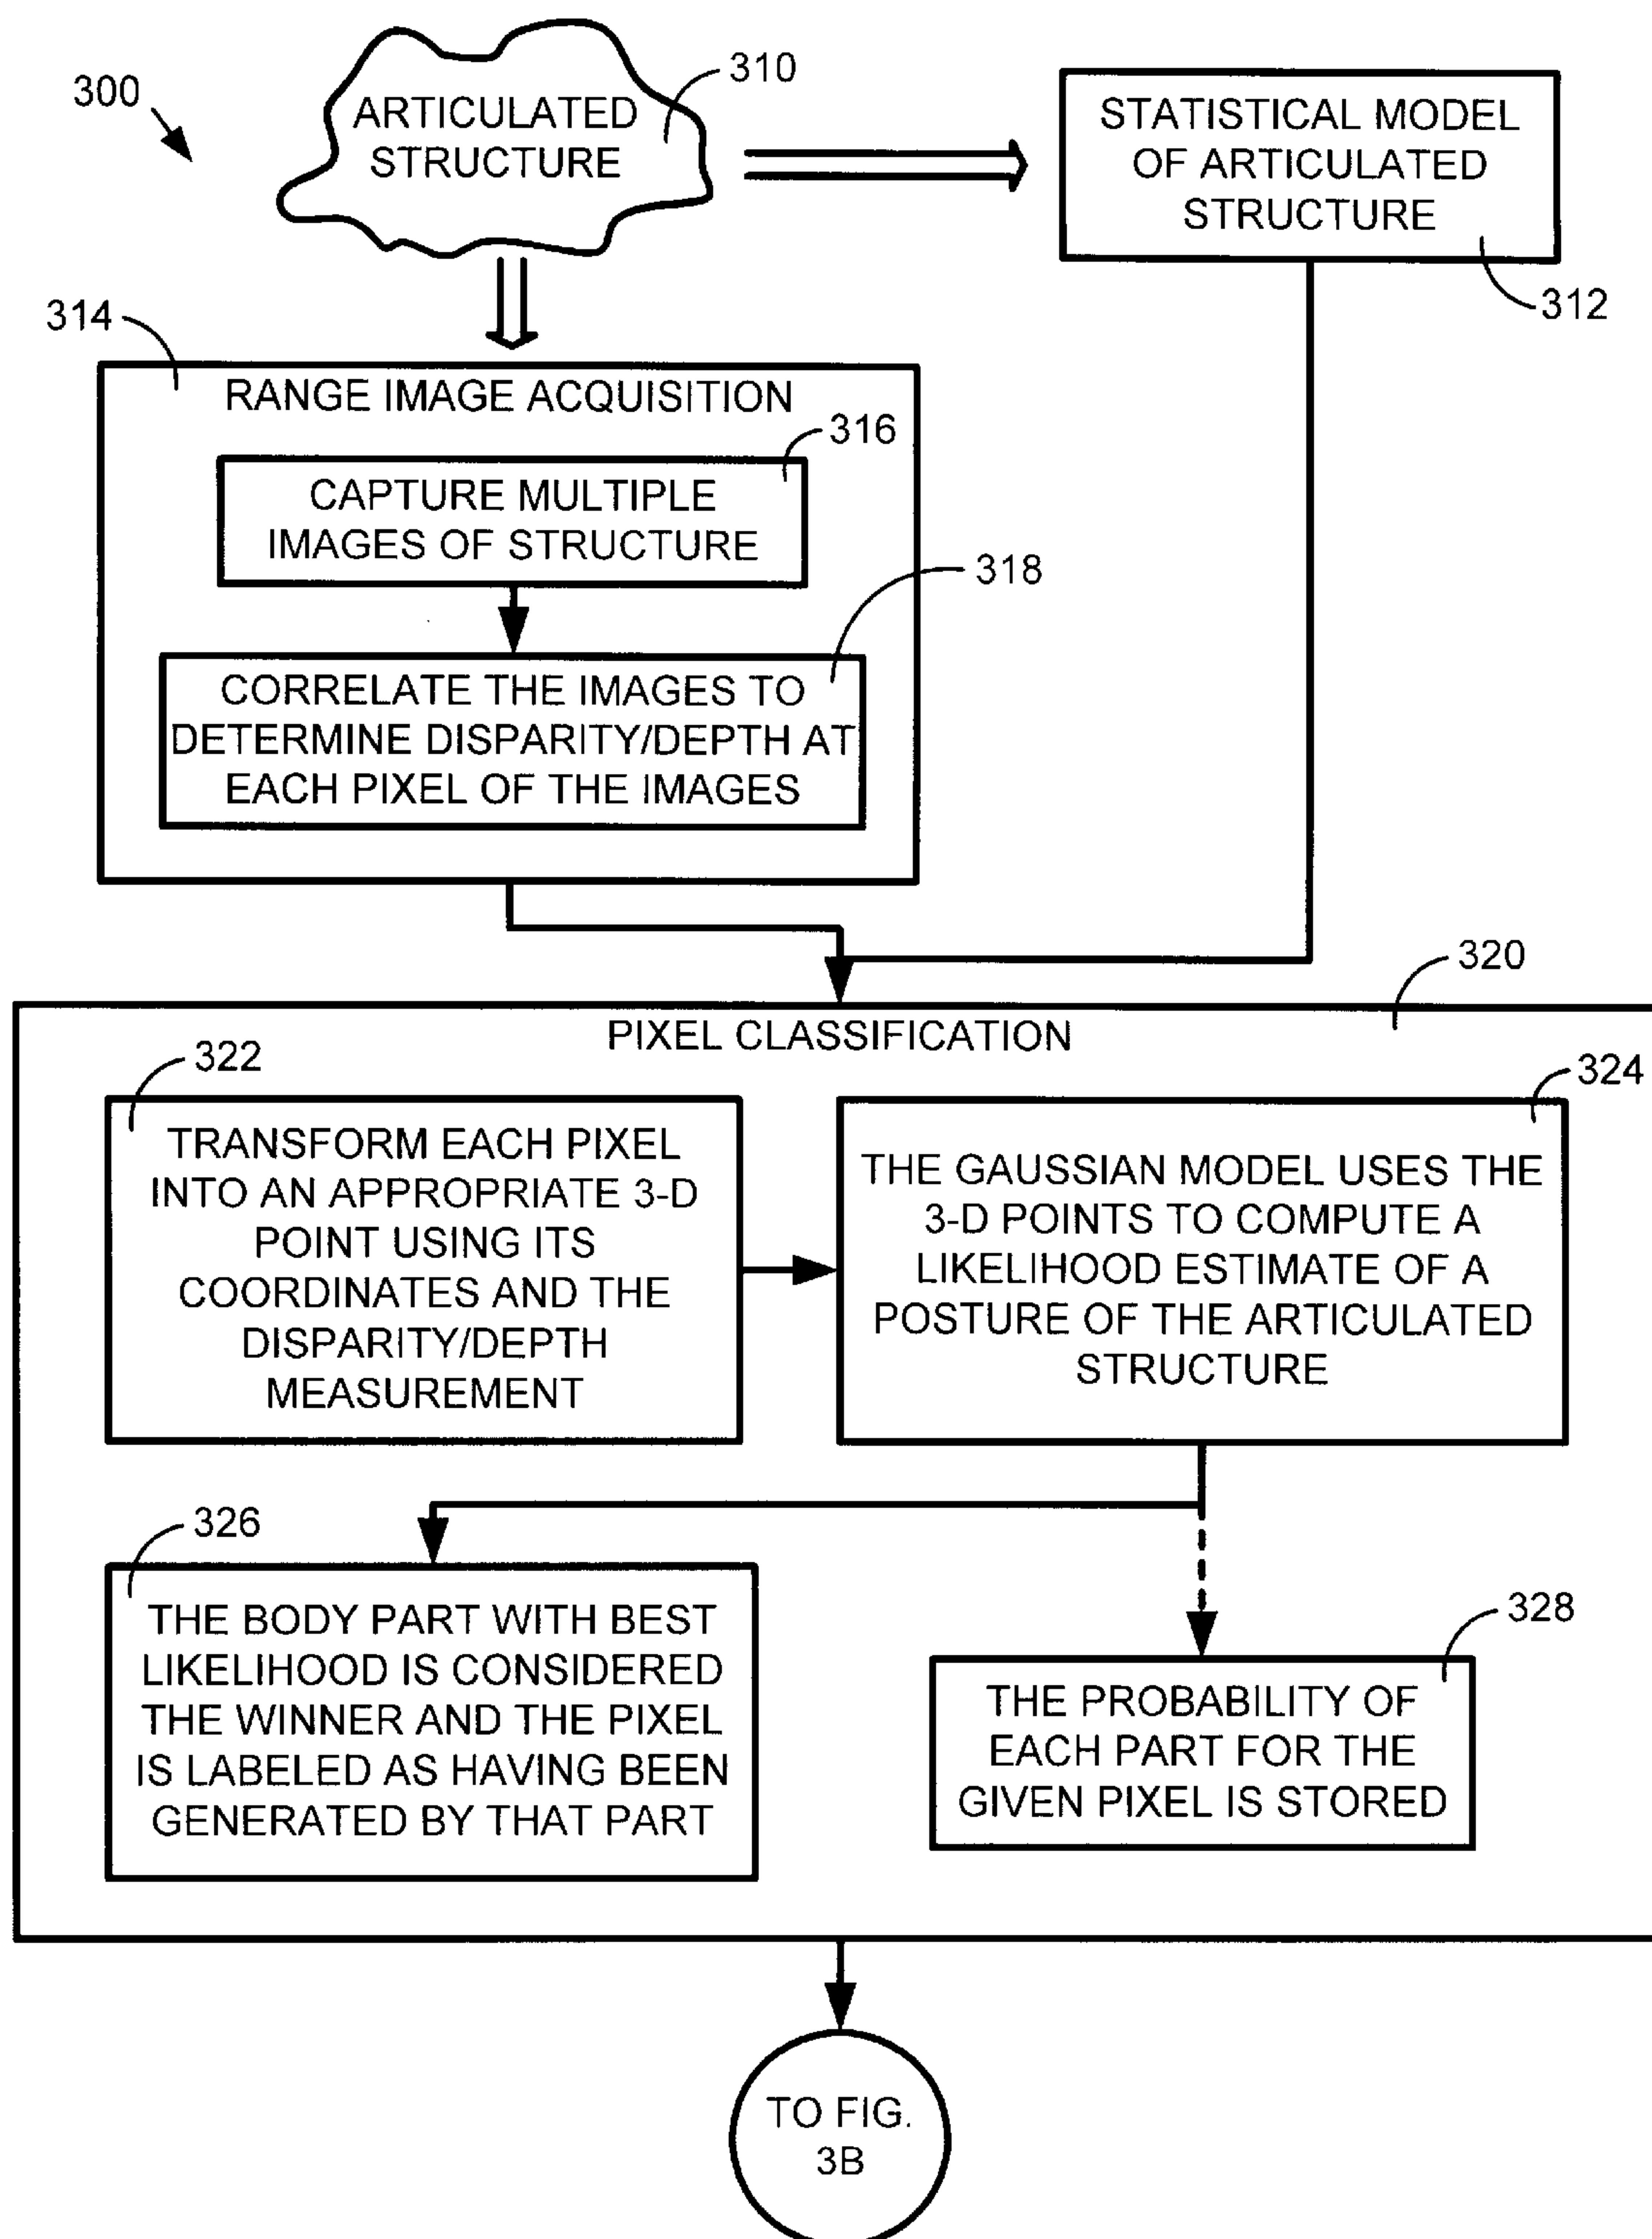 300
ARTICULATED
STRUCTURE
310
STATISTICAL MODEL
OF ARTICULATED
STRUCTURE
312
314
RANGE IMAGE ACQUISITION
316
CAPTURE MULTIPLE
IMAGES OF STRUCTURE
318
CORRELATE THE IMAGES TO
DETERMINE DISPARITY/DEPTH AT
EACH PIXEL OF THE IMAGES
320
PIXEL CLASSIFICATION
322
TRANSFORM EACH PIXEL
INTO AN APPROPRIATE 3-D
POINT USING ITS
COORDINATES AND THE
DISPARITY/DEPTH
MEASUREMENT
324
THE GAUSSIAN MODEL USES THE
3-D POINTS TO COMPUTE A
LIKELIHOOD ESTIMATE OF A
POSTURE OF THE ARTICULATED
STRUCTURE
326
THE BODY PART WITH BEST
LIKELIHOOD IS CONSIDERED
THE WINNER AND THE PIXEL
IS LABELED AS HAVING BEEN
GENERATED BY THAT PART
328
THE PROBABILITY OF
EACH PART FOR THE
GIVEN PIXEL IS STORED
TO FIG.
3B